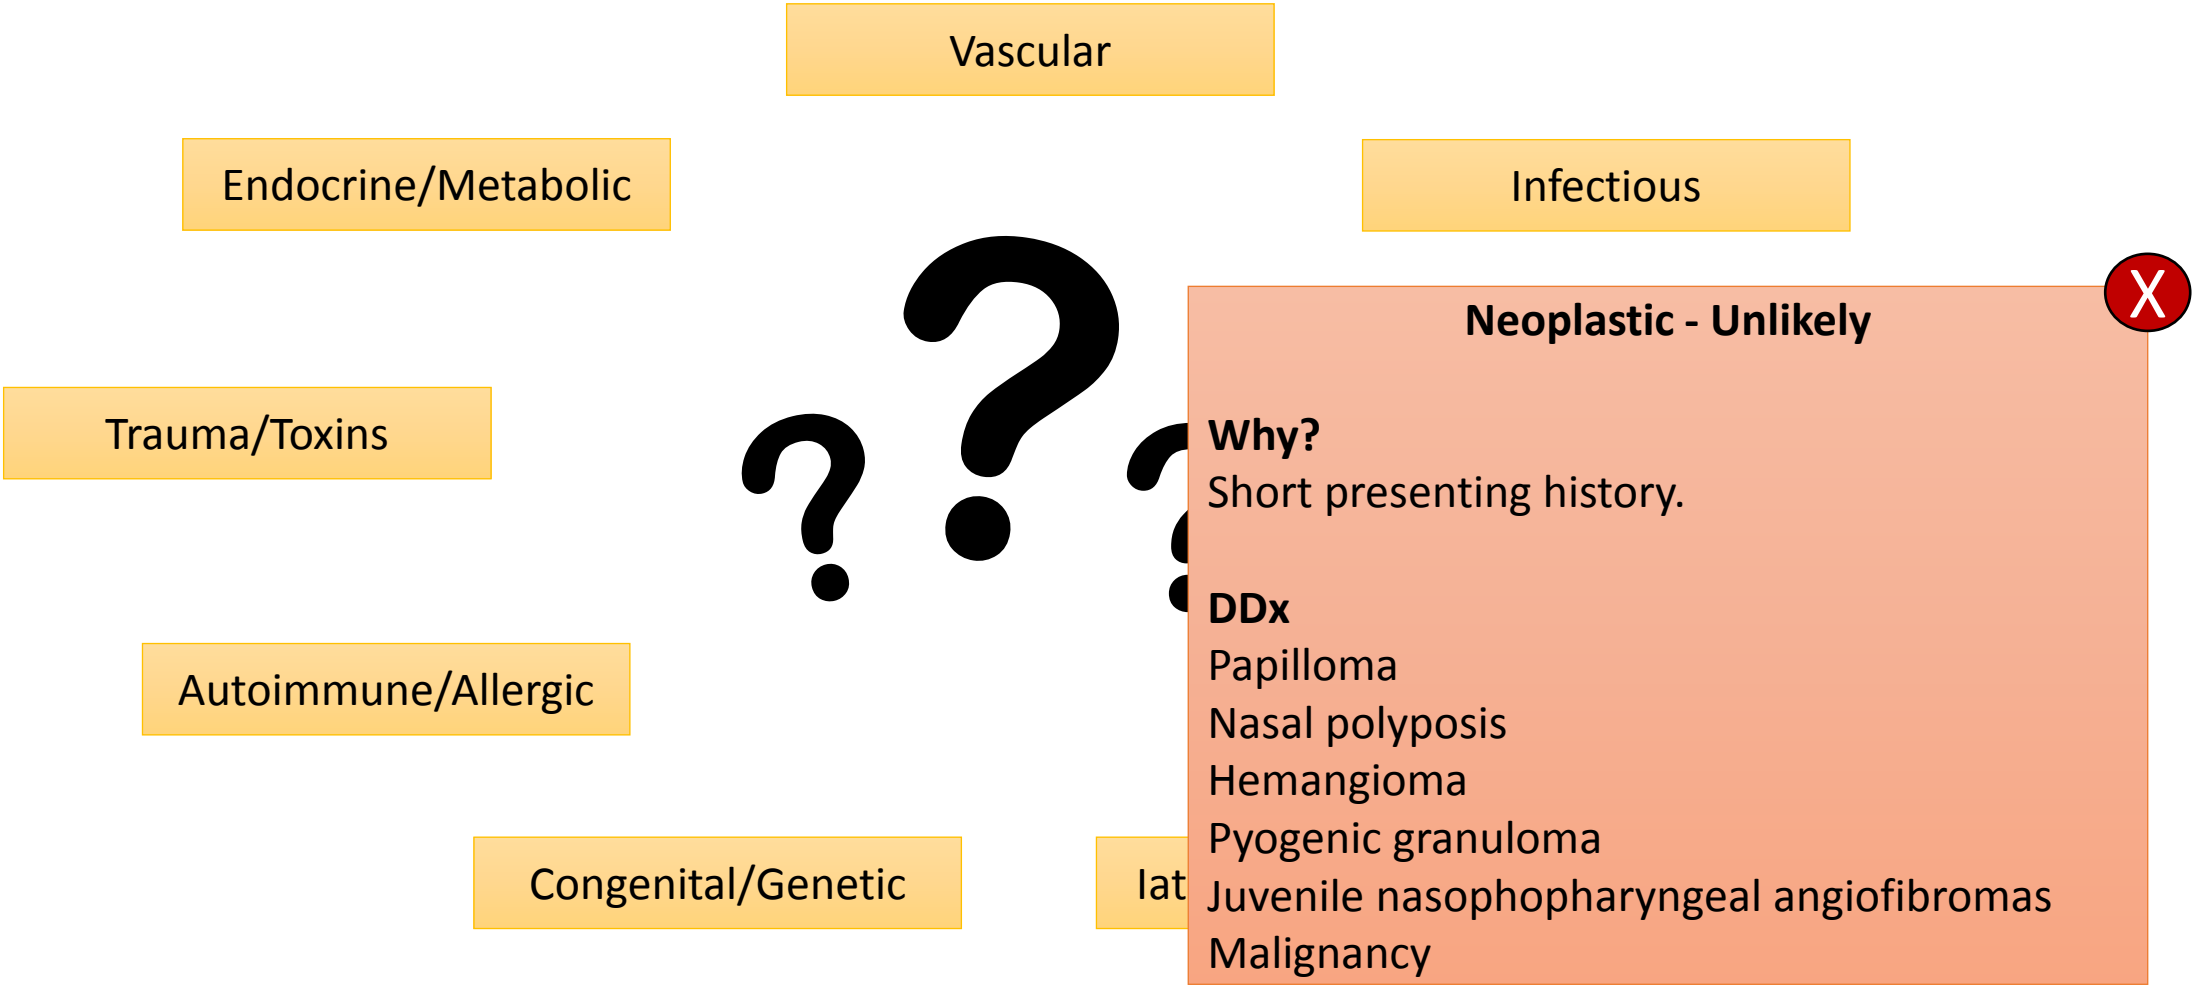 Vascular
Endocrine/Metabolic
Infectious
X
Neoplastic - Unlikely
Trauma/Toxins
Why?
Short presenting history.
DDx
Papilloma
Autoimmune/Allergic
Nasal polyposis
Hemangioma
Pyogenic granuloma
Congenital/Genetic
Iat
Juvenile nasophopharyngeal angiofibromas
Malignancy